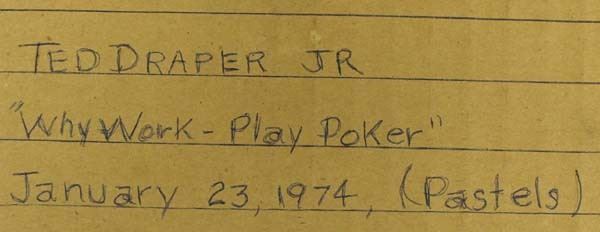 TED DRAPER JR
"Why Work - Play Poker"
January 23, 1974, (Pastels)